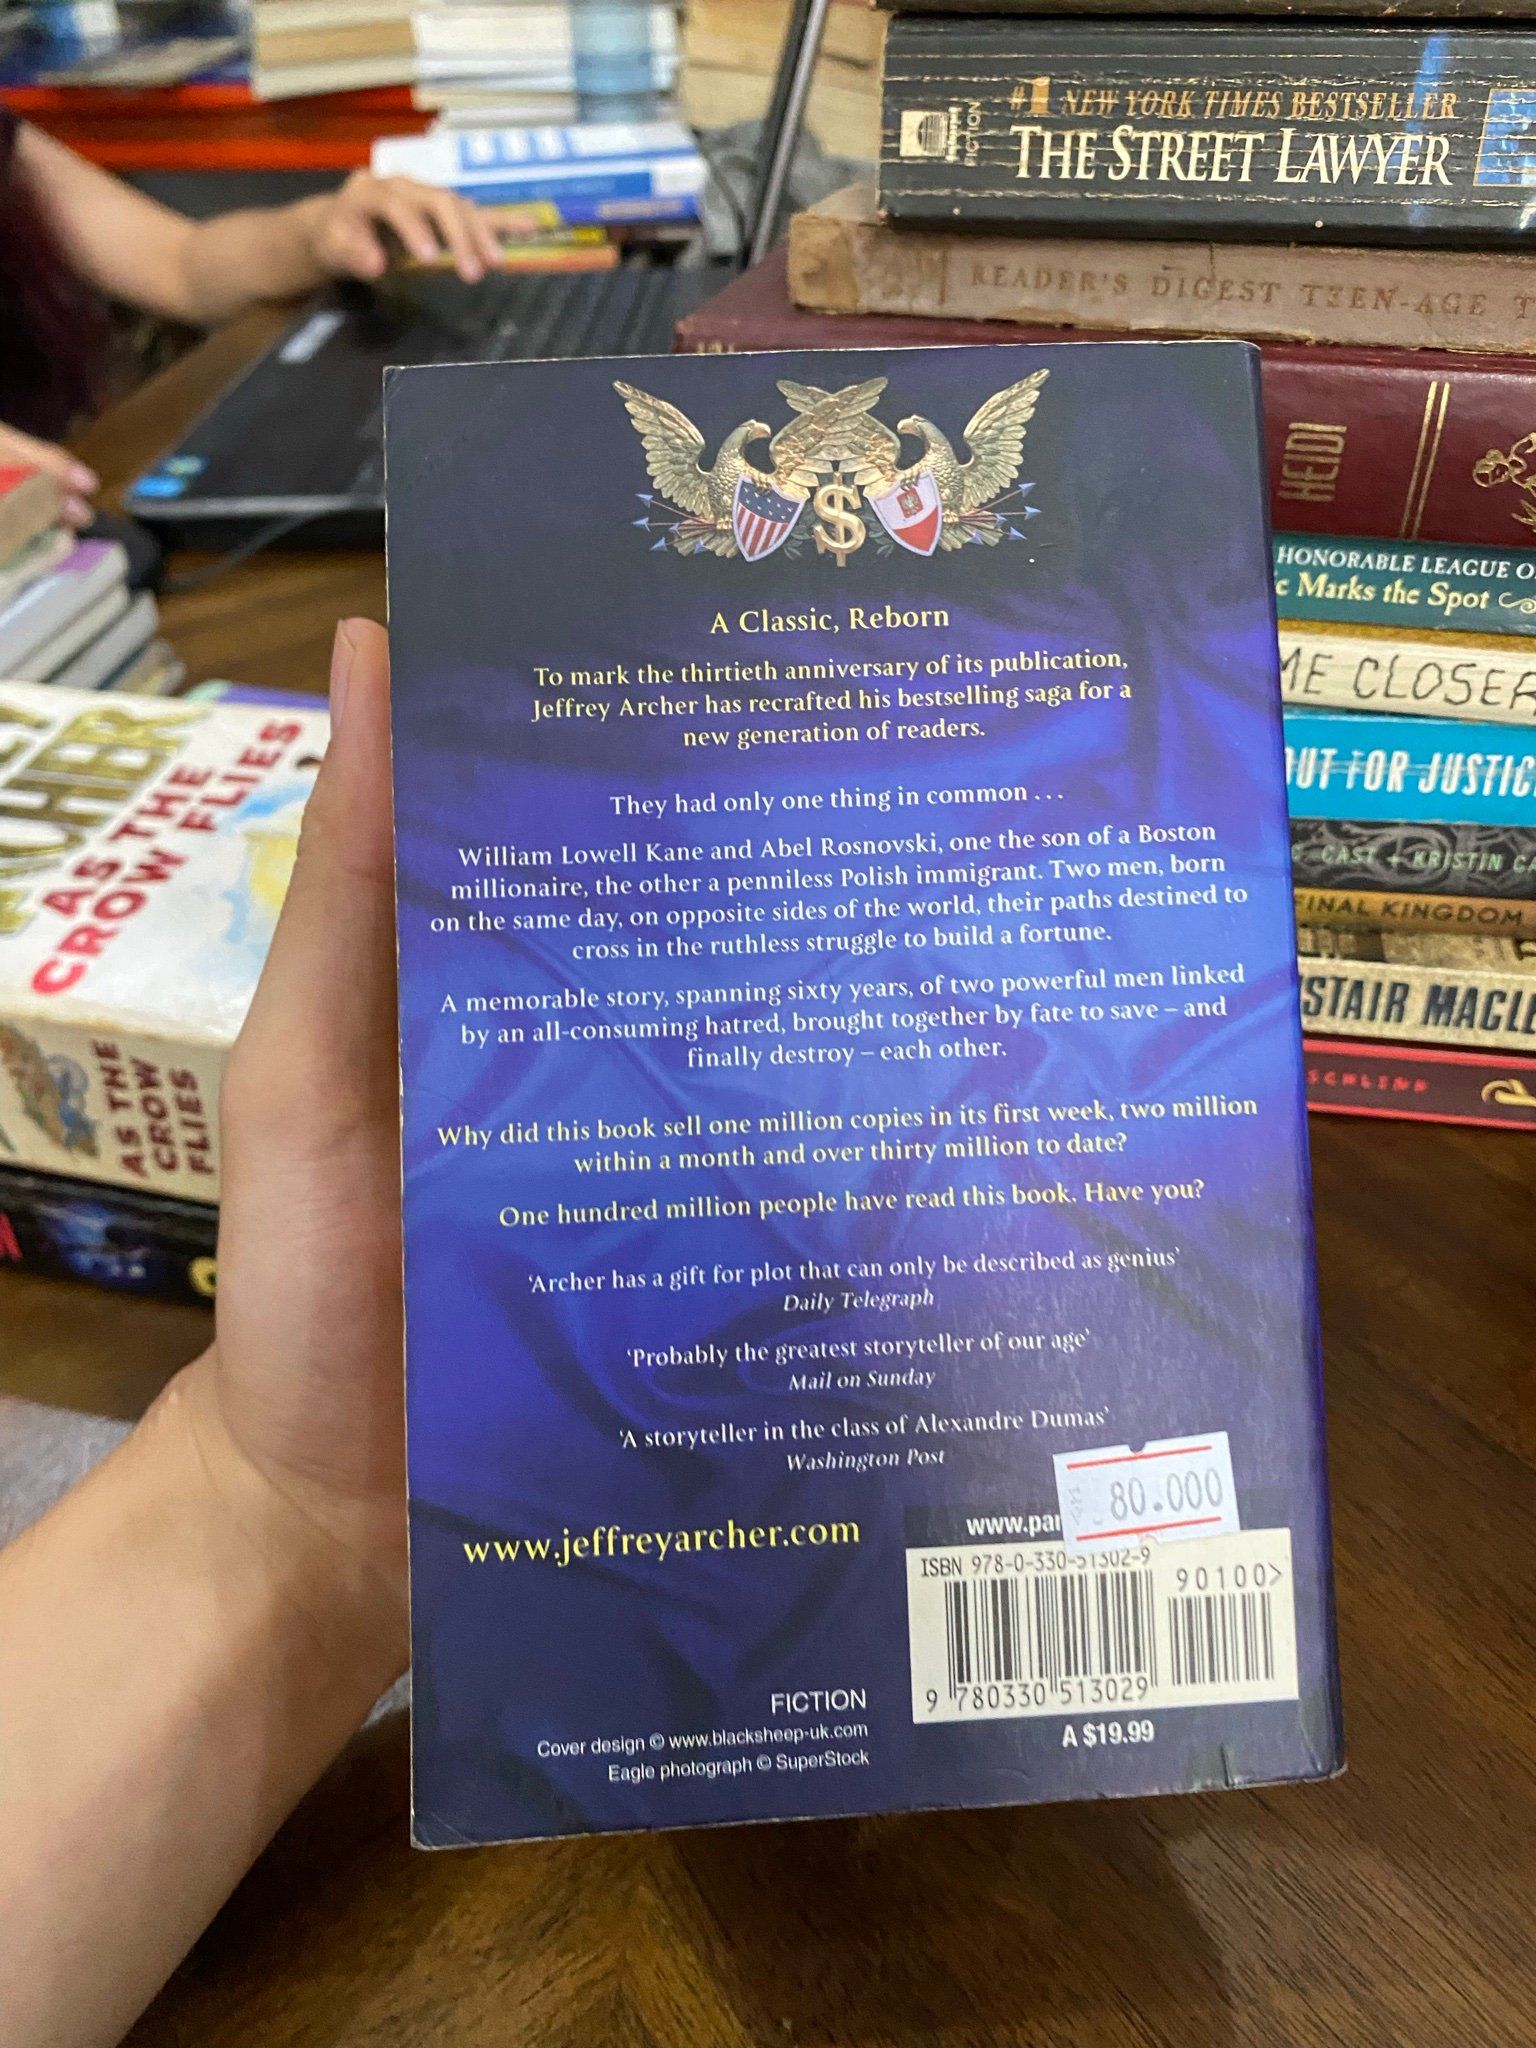 #1 NEW YORK TIMES BESTSELLER
FICTION
THE STREET LAWYER
READER'S DIGEST TEEN-AGE
HEIDI
HONORABLE LEAGUE
Marks the Spot
CLOSER
OUT FOR JUSTICE
CAST + KRISTIN
FINAL KINGDOM
AS THE
CROW FLIES
AS THE
CROW
FLIES
A Classic, Reborn
To mark the thirtieth anniversary of its publication,
Jeffrey Archer has recrafted his bestselling saga for a
new generation of readers.
They had only one thing in common . . .
William Lowell Kane and Abel Rosnovski, one the son of a Boston
millionaire, the other a penniless Polish immigrant. Two men, born
on the same day, on opposite sides of the world, their paths destined to
cross in the ruthless struggle to build a fortune.
A memorable story, spanning sixty years, of two powerful men linked
by an all-consuming hatred, brought together by fate to save – and
finally destroy – each other.
Why did this book sell one million copies in its first week, two million
within a month and over thirty million to date?
One hundred million people have read this book. Have you?
‘Archer has a gift for plot that can only be described as genius’
Daily Telegraph
‘Probably the greatest storyteller of our age’
Mail on Sunday
‘A storyteller in the class of Alexandre Dumas’
Washington Post
80.000
www.jeffreyarcher.com
www.pa
ISBN 978-0-330-51302-9
90100>
9 780330 513029
A $19.99
FICTION
Cover design © www.blacksheep-uk.com
Eagle photograph © SuperStock